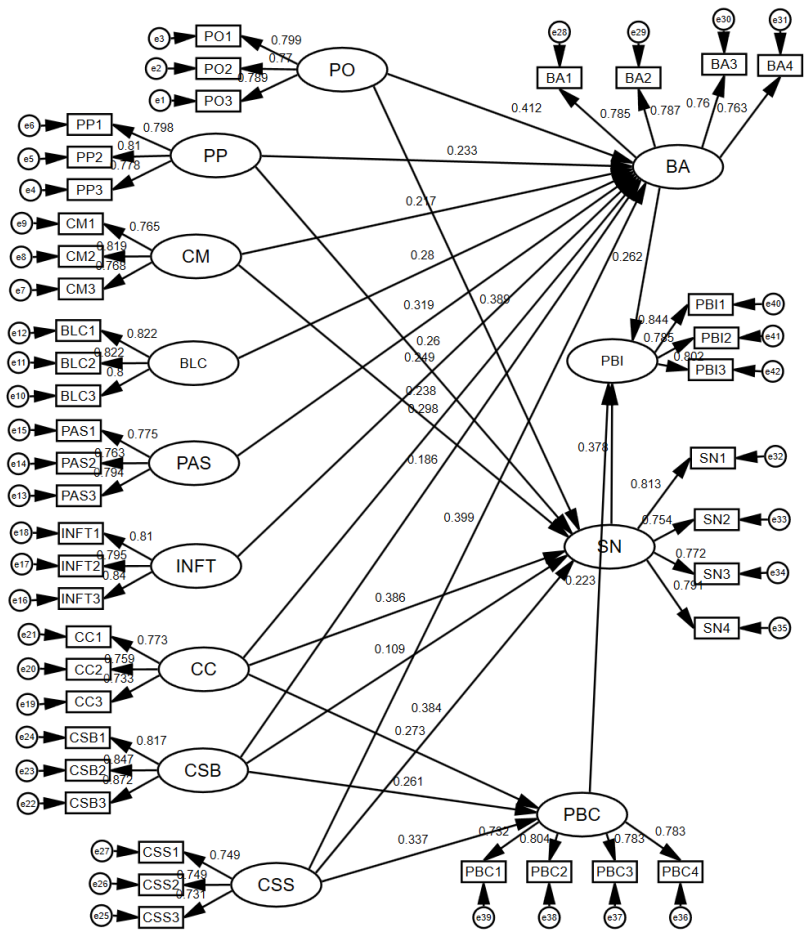 e3 PO1 0.799
e2 PO2 0.77
e1 PO3 0.789
PO
e6 PP1 0.798
e5 PP2 0.81
e4 PP3 0.778
PP
e9 CM1 0.765
e8 CM2 0.819
e7 CM3 0.768
CM
e12 BLC1 0.822
e11 BLC2 0.822
e10 BLC3 0.8
BLC
e15 PAS1 0.775
e14 PAS2 0.763
e13 PAS3 0.794
PAS
e18 INFT1 0.81
e17 INFT2 0.795
e16 INFT3 0.84
INFT
e21 CC1 0.773
e20 CC2 0.759
e19 CC3 0.733
CC
e24 CSB1 0.817
e23 CSB2 0.847
e22 CSB3 0.872
CSB
e27 CSS1 0.749
e26 CSS2 0.749
e25 CSS3 0.731
CSS
0.412
0.233
0.217
0.28
0.262
0.319
0.389
0.26
0.249
0.238
0.298
0.186
0.399
0.378
0.223
0.386
0.109
0.384
0.273
0.261
0.337
e28 e29 e30 e31
BA1 BA2 BA3 BA4
0.785 0.787 0.76 0.763
BA
PBI
0.844 PBI1 e40
0.785 PBI2 e41
0.802 PBI3 e42
SN
0.813 SN1 e32
0.754 SN2 e33
0.772 SN3 e34
0.791 SN4 e35
PBC
0.732 0.804 0.783 0.783
PBC1 PBC2 PBC3 PBC4
e39 e38 e37 e36